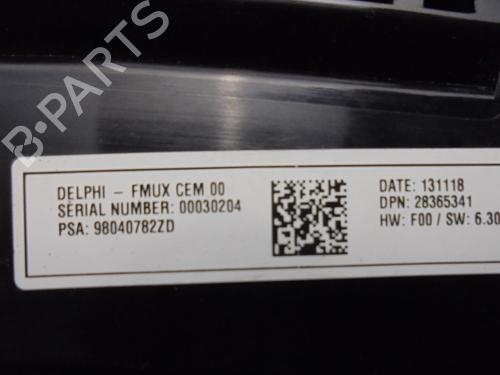 B-PARTS
DELPHI - FMUX CEM 00
SERIAL NUMBER: 00030204
PSA: 98040782ZD
DATE: 131118
DPN: 28365341
HW: F00 / SW: 6.30